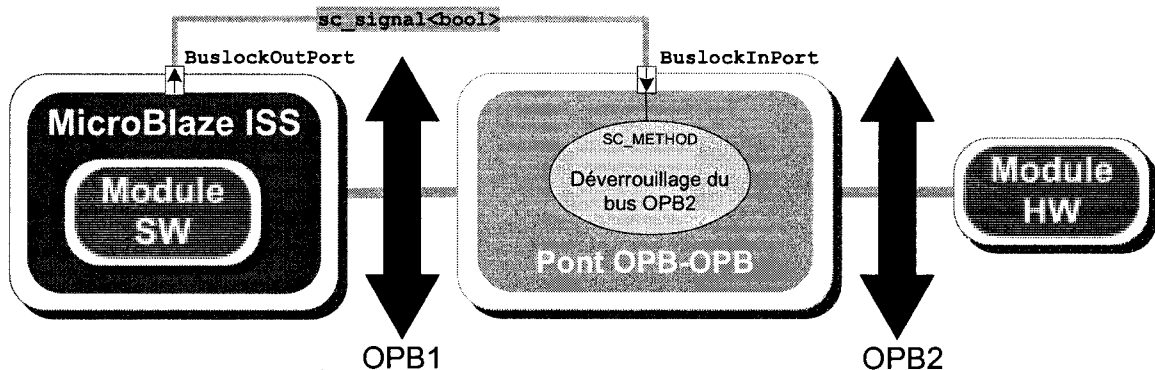 sc_signal<bool>
BuslockOutPort
BuslockInPort
MicroBlaze ISS
Module
SW
SC_METHOD
Déverrouillage du
bus OPB2
Pont OPB-OPB
Module
HW
OPB1
OPB2